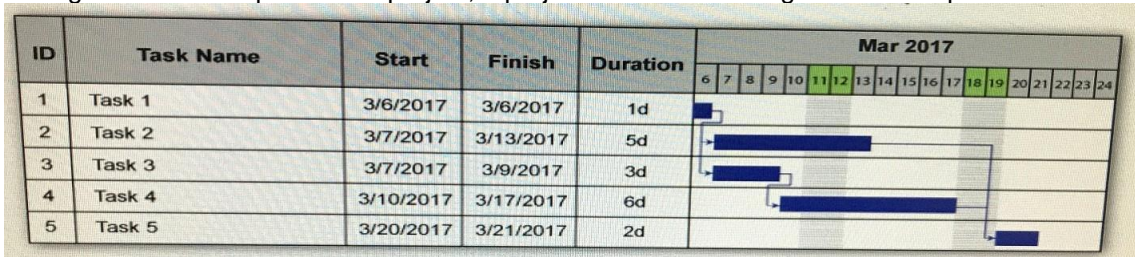 ID Task Name Start Finish Duration Mar 2017
6 7 8 9 10 11 12 13 14 15 16 17 18 19 20 21 22 23 24
1 Task 1 3/6/2017 3/6/2017 1d
2 Task 2 3/7/2017 3/13/2017 5d
3 Task 3 3/7/2017 3/9/2017 3d
4 Task 4 3/10/2017 3/17/2017 6d
5 Task 5 3/20/2017 3/21/2017 2d